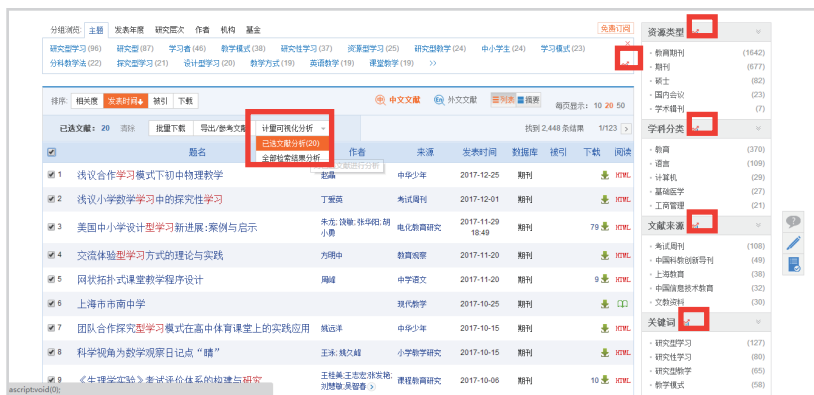 分组浏览: 主题 发表年度 研究层次 作者 机构 基金 免费订阅
研究型学习(96) 研究型(87) 学习者(46) 教学模式(38) 研究性学习(37) 资源型学习(25) 研究型教学(24) 中小学生(24) 学习模式(23) ×
分科教学法(22) 探究型学习(21) 设计型学习(20) 教学方式(19) 英语教学(19) 课堂教学(19) >>
排序: 相关度 发表时间 被引 下载 中文文献 外文文献 列表 摘要 每页显示: 10 20 50
已选文献: 20 清除 批量下载 导出/参考文献 计量可视化分析 找到 2,448 条结果 1/123 >
已选文献分析(20)
全部检索结果分析
题名 作者 来源 发表时间 数据库 被引 下载 阅读
文献进行分析
1 浅议合作学习模式下初中物理教学 赵晶 中华少年 2017-12-25 期刊 HTML
2 浅议小学数学学习中的探究性学习 丁爱英 考试周刊 2017-12-01 期刊 HTML
3 美国中小学设计型学习新进展:案例与启示 朱龙; 饶敏; 张华阳; 胡小勇 电化教育研究 2017-11-29 18:49 期刊 79 HTML
4 交流体验型学习方式的理论与实践 方明中 教育观察 2017-11-20 期刊 HTML
5 网状拓扑式课堂教学程序设计 周峰 中学语文 2017-11-20 期刊 9 HTML
6 上海市市南中学 现代教学 2017-10-25 期刊
7 团队合作探究型学习模式在高中体育课堂上的实践应用 姚远洋 中华少年 2017-10-15 期刊 HTML
8 科学视角为数学观察日记点“睛” 王泳; 姚久峰 小学教学研究 2017-10-15 期刊 HTML
9 《生理学实验》考试评价体系的构建与研究 王桂美;王志宏;张发艳;刘慧敏;吴智春 > 课程教育研究 2017-10-06 期刊 10 HTML
资源类型
教育期刊 (1642)
期刊 (677)
硕士 (82)
国内会议 (23)
学术辑刊 (7)
学科分类
教育 (370)
语言 (109)
计算机 (29)
基础医学 (27)
工商管理 (21)
文献来源
考试周刊 (108)
中国科教创新导刊 (49)
上海教育 (38)
中国信息技术教育 (32)
文教资料 (30)
关键词
研究型学习 (127)
研究性学习 (80)
研究型教学 (65)
教学模式 (58)
?
ascript:void(0);